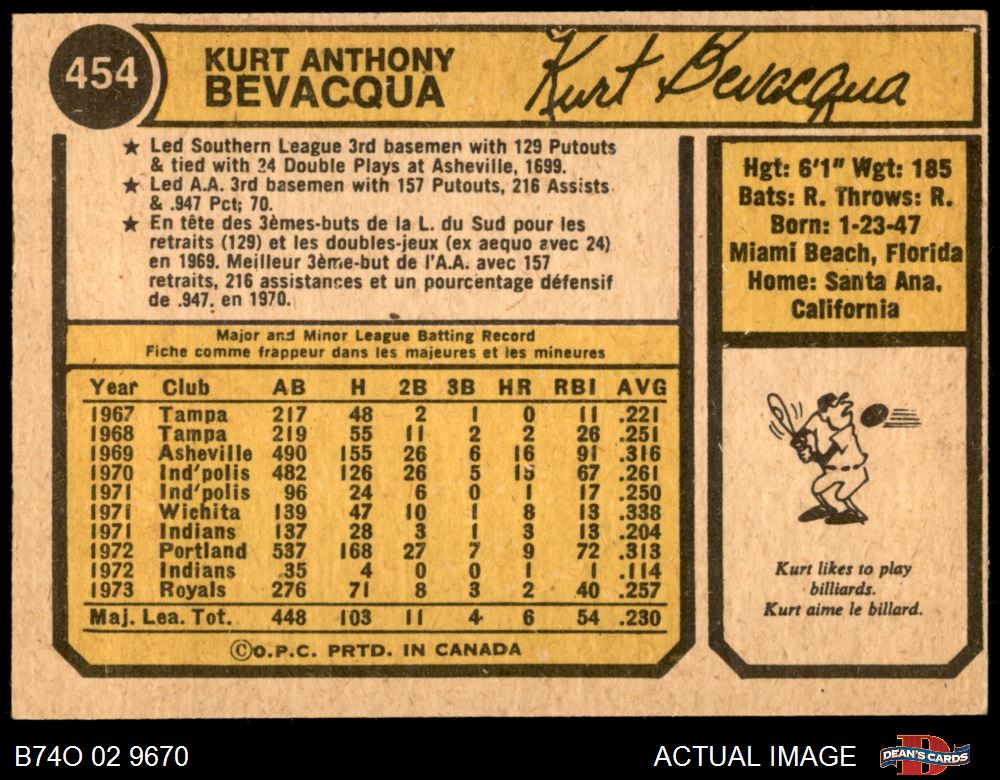 454
KURT ANTHONY
BEVACQUA
Kurt Bevacqua
★ Led Southern League 3rd basemen with 129 Putouts
& tied with 24 Double Plays at Asheville, 1699.
★ Led A.A. 3rd basemen with 157 Putouts, 216 Assists
& .947 Pct; 70.
★ En tête des 3èmes-buts de la L. du Sud pour les
retraits (129) et les doubles-jeux (ex aequo avec 24)
en 1969. Meilleur 3ème-but de l'A.A. avec 157
retraits, 216 assistances et un pourcentage défensif
de .947. en 1970.
Hgt: 6'1" Wgt: 185
Bats: R. Throws: R.
Born: 1-23-47
Miami Beach, Florida
Home: Santa Ana,
California
Major and Minor League Batting Record
Fiche comme frappeur dans les majeures et les mineures
Year Club AB H 2B 3B HR RBI AVG
1967 Tampa 217 48 2 1 0 11 .221
1968 Tampa 219 55 11 2 2 26 .251
1969 Asheville 490 155 26 6 16 91 .316
1970 Ind'polis 482 126 26 5 15 67 .261
1971 Ind'polis 96 24 6 0 1 17 .250
1971 Wichita 139 47 10 1 8 13 .338
1971 Indians 137 28 3 1 3 13 .204
1972 Portland 537 168 27 7 9 72 .313
1972 Indians 35 4 0 0 1 1 .114
1973 Royals 276 71 8 3 2 40 .257
Maj. Lea. Tot. 448 103 11 4 6 54 .230
©O.P.C. PRTD. IN CANADA
Kurt likes to play
billiards.
Kurt aime le billard.
B74O 02 9670
ACTUAL IMAGE
DEAN'S CARDS